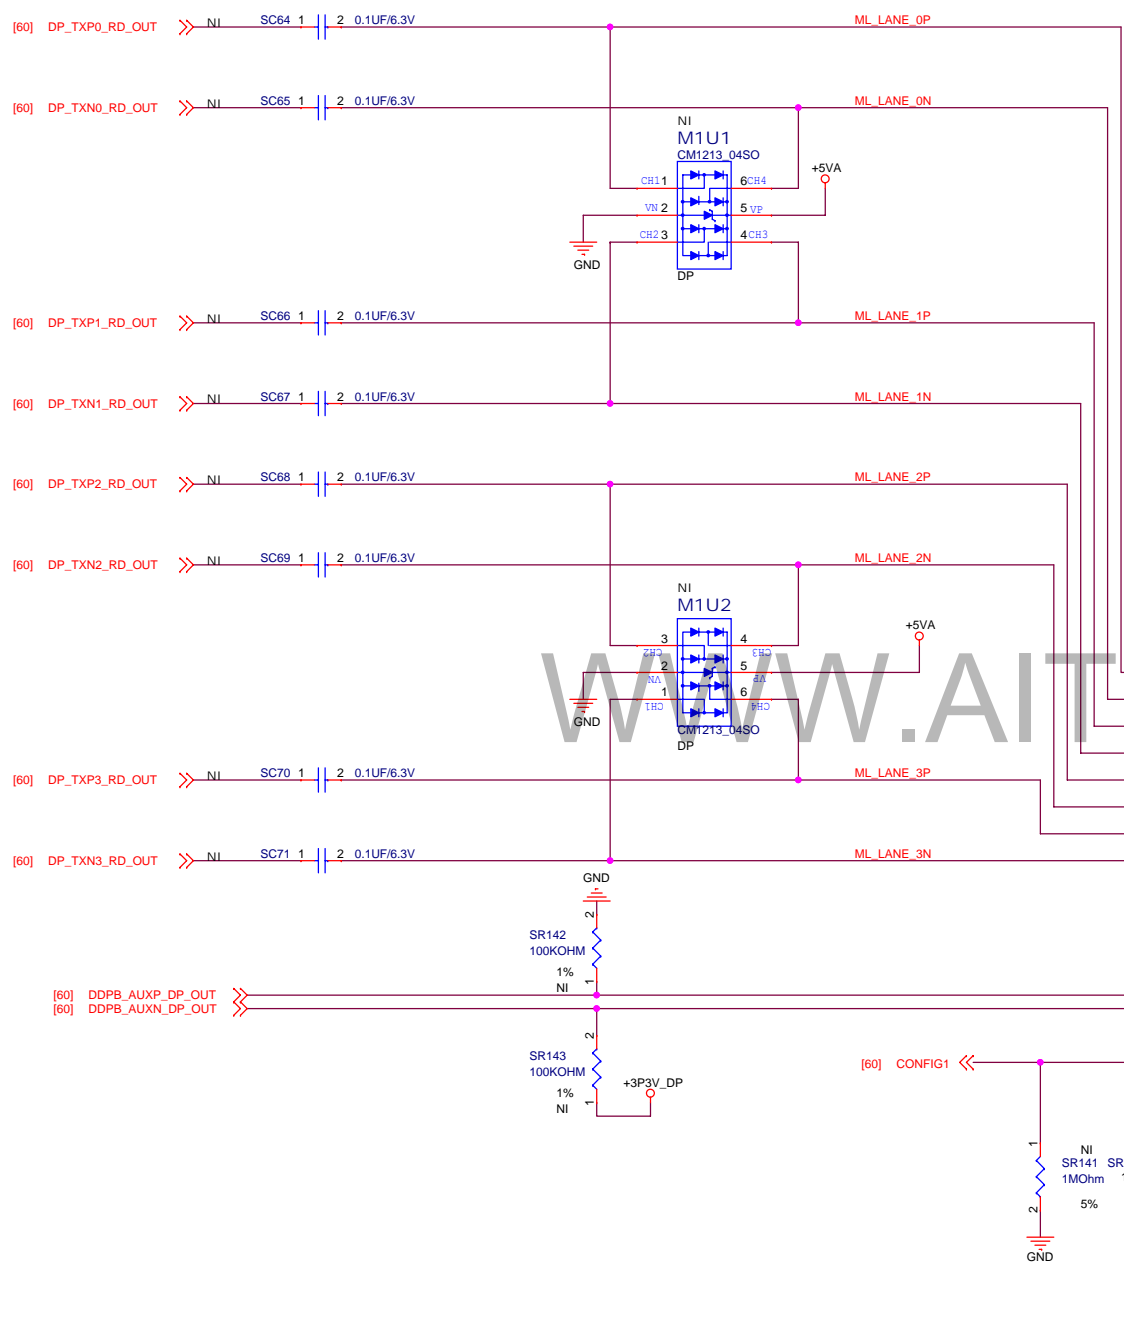 [60] DP_TXP0_RD_OUT NI SC64 1 2 0.1UF/6.3V ML_LANE_0P
[60] DP_TXN0_RD_OUT NI SC65 1 2 0.1UF/6.3V ML_LANE_0N
NI
M1U1
CM1213_04SO
+5VA
CH1 1 6 CH4
VN 2 5 VP
CH2 3 4 CH3
GND
DP
[60] DP_TXP1_RD_OUT NI SC66 1 2 0.1UF/6.3V ML_LANE_1P
[60] DP_TXN1_RD_OUT NI SC67 1 2 0.1UF/6.3V ML_LANE_1N
[60] DP_TXP2_RD_OUT NI SC68 1 2 0.1UF/6.3V ML_LANE_2P
[60] DP_TXN2_RD_OUT NI SC69 1 2 0.1UF/6.3V ML_LANE_2N
NI
M1U2
+5VA
3 4
CH2 CH3
2 5
VN VP
1 6
CH1 CH4
WWW.AIT
GND
CM1213_04SO
DP
[60] DP_TXP3_RD_OUT NI SC70 1 2 0.1UF/6.3V ML_LANE_3P
[60] DP_TXN3_RD_OUT NI SC71 1 2 0.1UF/6.3V ML_LANE_3N
GND
2
SR142
100KOHM
1%
1
NI
[60] DDPB_AUXP_DP_OUT
[60] DDPB_AUXN_DP_OUT
2
SR143
100KOHM
1%
1
NI
+3P3V_DP
[60] CONFIG1
1
NI
SR141 SR
1MOhm
5%
2
GND